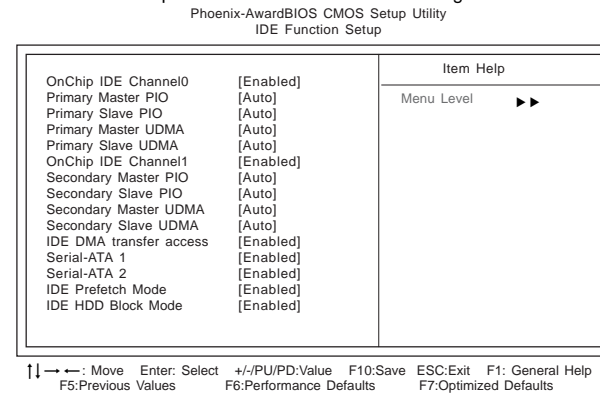 Phoenix-AwardBIOS CMOS Setup Utility
IDE Function Setup
OnChip IDE Channel0 [Enabled]
Primary Master PIO [Auto]
Primary Slave PIO [Auto]
Primary Master UDMA [Auto]
Primary Slave UDMA [Auto]
OnChip IDE Channel1 [Enabled]
Secondary Master PIO [Auto]
Secondary Slave PIO [Auto]
Secondary Master UDMA [Auto]
Secondary Slave UDMA [Auto]
IDE DMA transfer access [Enabled]
Serial-ATA 1 [Enabled]
Serial-ATA 2 [Enabled]
IDE Prefetch Mode [Enabled]
IDE HDD Block Mode [Enabled]
Item Help
Menu Level ▶▶
↑↓→←: Move Enter: Select +/-/PU/PD:Value F10:Save ESC:Exit F1: General Help
F5:Previous Values F6:Performance Defaults F7:Optimized Defaults